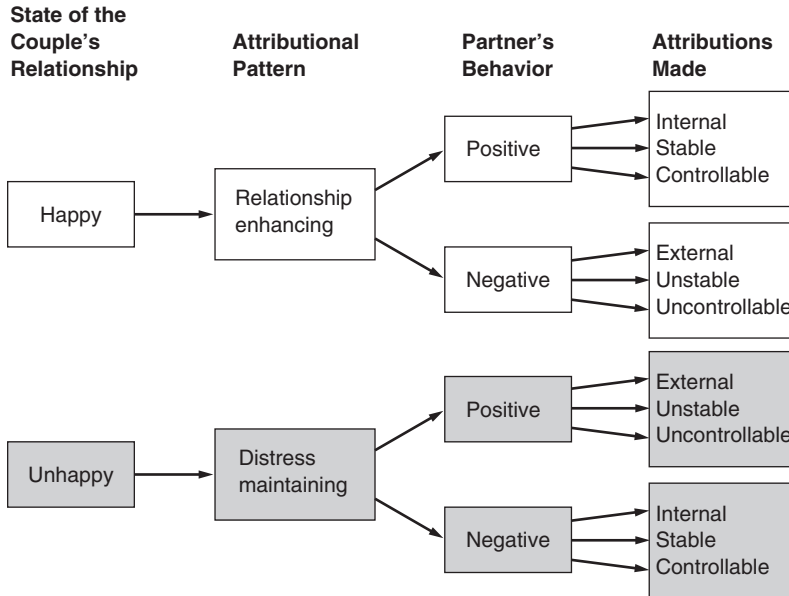 State of the
Couple's
Relationship
Attributional
Pattern
Partner's
Behavior
Attributions
Made
Happy
Relationship
enhancing
Positive
Internal
Stable
Controllable
Negative
External
Unstable
Uncontrollable
Unhappy
Distress
maintaining
Positive
External
Unstable
Uncontrollable
Negative
Internal
Stable
Controllable